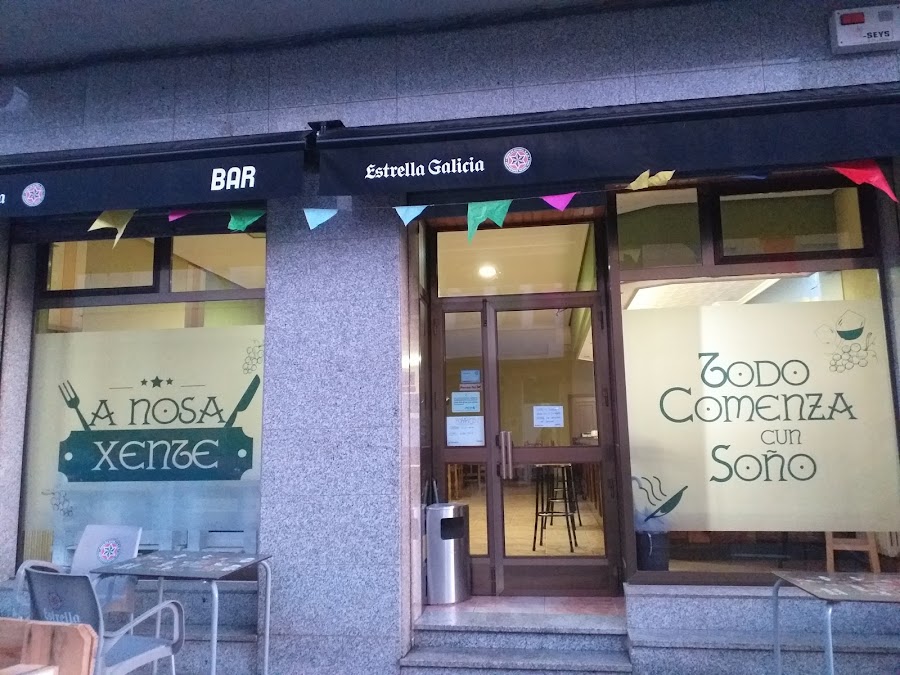 -SEYS
BAR
Estrella Galicia
A NOSA
XENTE
TODO
COMENZA
CUN
SOÑO